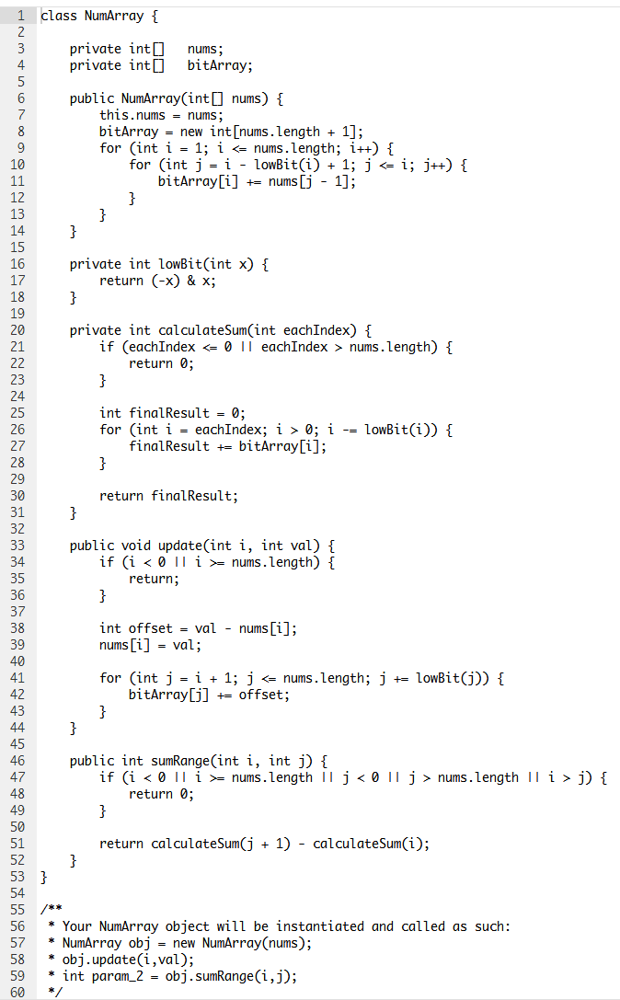 1 class NumArray {
2
3     private int[]   nums;
4     private int[]   bitArray;
5
6     public NumArray(int[] nums) {
7         this.nums = nums;
8         bitArray = new int[nums.length + 1];
9         for (int i = 1; i <= nums.length; i++) {
10             for (int j = i - lowBit(i) + 1; j <= i; j++) {
11                 bitArray[i] += nums[j - 1];
12             }
13         }
14     }
15
16     private int lowBit(int x) {
17         return (-x) & x;
18     }
19
20     private int calculateSum(int eachIndex) {
21         if (eachIndex <= 0 || eachIndex > nums.length) {
22             return 0;
23         }
24
25         int finalResult = 0;
26         for (int i = eachIndex; i > 0; i -= lowBit(i)) {
27             finalResult += bitArray[i];
28         }
29
30         return finalResult;
31     }
32
33     public void update(int i, int val) {
34         if (i < 0 || i >= nums.length) {
35             return;
36         }
37
38         int offset = val - nums[i];
39         nums[i] = val;
40
41         for (int j = i + 1; j <= nums.length; j += lowBit(j)) {
42             bitArray[j] += offset;
43         }
44     }
45
46     public int sumRange(int i, int j) {
47         if (i < 0 || i >= nums.length || j < 0 || j > nums.length || i > j) {
48             return 0;
49         }
50
51         return calculateSum(j + 1) - calculateSum(i);
52     }
53 }
54
55 /**
56  * Your NumArray object will be instantiated and called as such:
57  * NumArray obj = new NumArray(nums);
58  * obj.update(i,val);
59  * int param_2 = obj.sumRange(i,j);
60  */